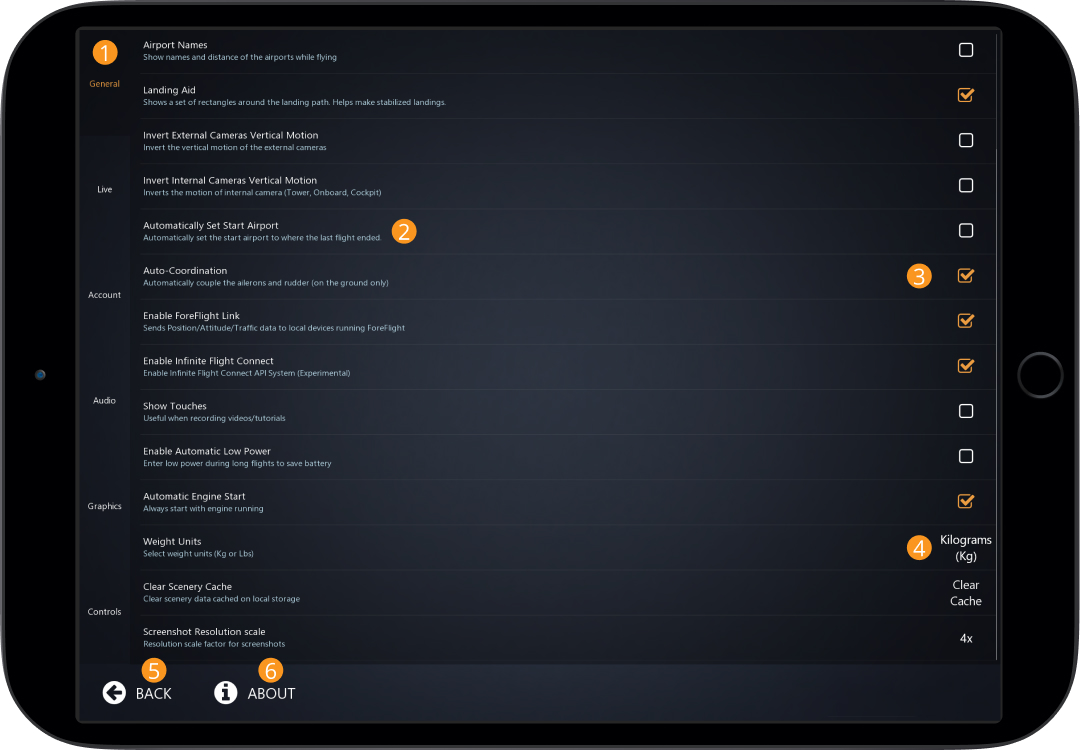 1
General
Live
Account
Audio
Graphics
Controls
Airport Names
Show names and distance of the airports while flying
Landing Aid
Shows a set of rectangles around the landing path. Helps make stabilized landings.
Invert External Cameras Vertical Motion
Invert the vertical motion of the external cameras
Invert Internal Cameras Vertical Motion
Inverts the motion of internal camera (Tower, Onboard, Cockpit)
Automatically Set Start Airport
Automatically set the start airport to where the last flight ended.
2
Auto-Coordination
Automatically couple the ailerons and rudder (on the ground only)
3
Enable ForeFlight Link
Sends Position/Attitude/Traffic data to local devices running ForeFlight
Enable Infinite Flight Connect
Enable Infinite Flight Connect API System (Experimental)
Show Touches
Useful when recording videos/tutorials
Enable Automatic Low Power
Enter low power during long flights to save battery
Automatic Engine Start
Always start with engine running
Weight Units
Select weight units (Kg or Lbs)
4
Kilograms
(Kg)
Clear Scenery Cache
Clear scenery data cached on local storage
Clear
Cache
Screenshot Resolution scale
Resolution scale factor for screenshots
4x
5
BACK
6
ABOUT